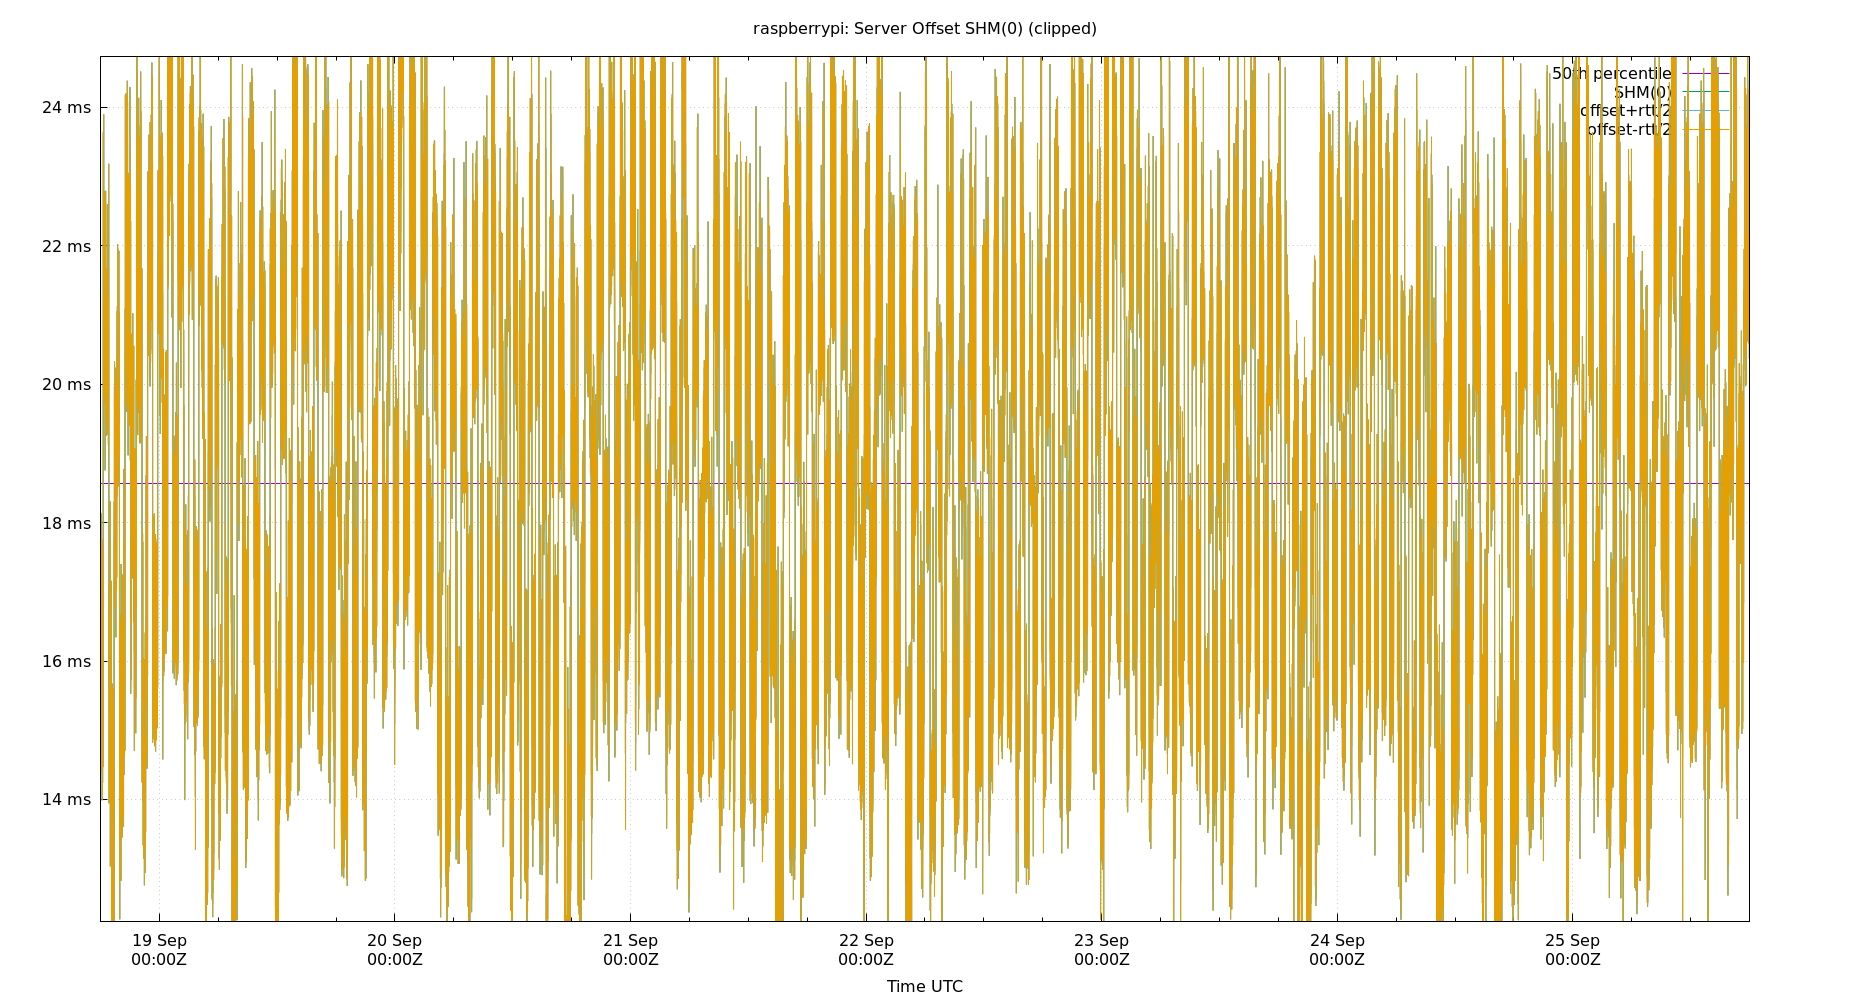 raspberrypi: Server Offset SHM(0) (clipped)
50th percentile
SHM(0)
offset+rtt/2
offset-rtt/2
24 ms
22 ms
20 ms
18 ms
16 ms
14 ms
19 Sep 20 Sep 21 Sep 22 Sep 23 Sep 24 Sep 25 Sep
00:00Z 00:00Z 00:00Z 00:00Z 00:00Z 00:00Z 00:00Z
Time UTC